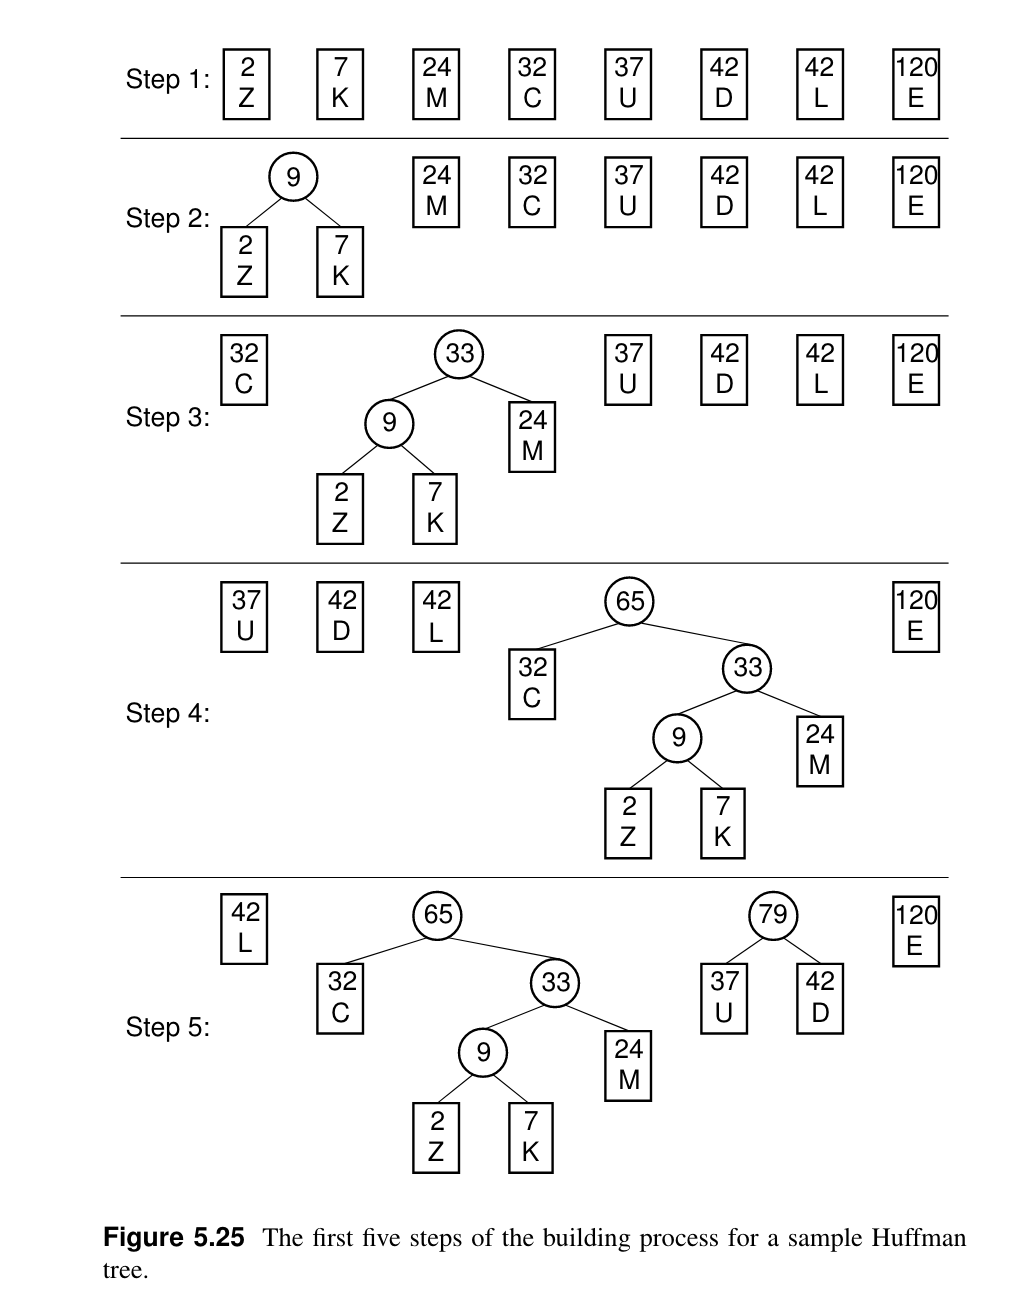 Step 1: 2 7 24 32 37 42 42 120
Z K M C U D L E
9 24 32 37 42 42 120
M C U D L E
Step 2:
2 7
Z K
32 33 37 42 42 120
C U D L E
Step 3: 9 24
M
2 7
Z K
37 42 42 65 120
U D L E
32 33
C
Step 4: 9 24
M
2 7
Z K
42 65 79 120
L E
32 33 37 42
C U D
Step 5: 9 24
M
2 7
Z K
Figure 5.25 The first five steps of the building process for a sample Huffman
tree.